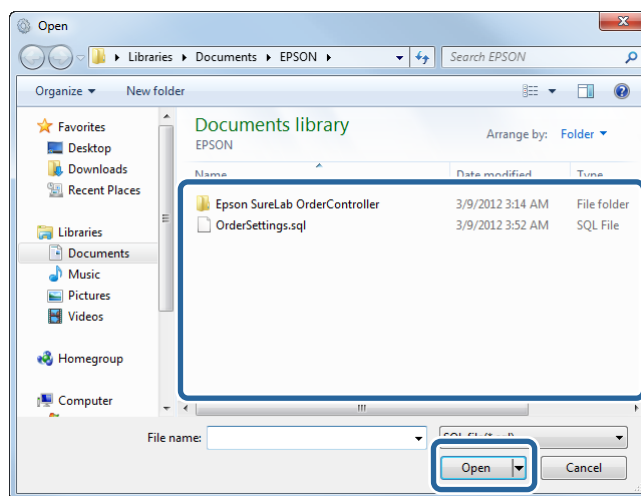 Open
Libraries Documents EPSON Search EPSON
Organize New folder
Favorites
Desktop
Downloads
Recent Places
Libraries
Documents
Music
Pictures
Videos
Homegroup
Computer
Documents library
EPSON
Arrange by: Folder
Name Date modified Type
Epson SureLab OrderController 3/9/2012 3:14 AM File folder
OrderSettings.sql 3/9/2012 3:52 AM SQL File
File name:
Open Cancel